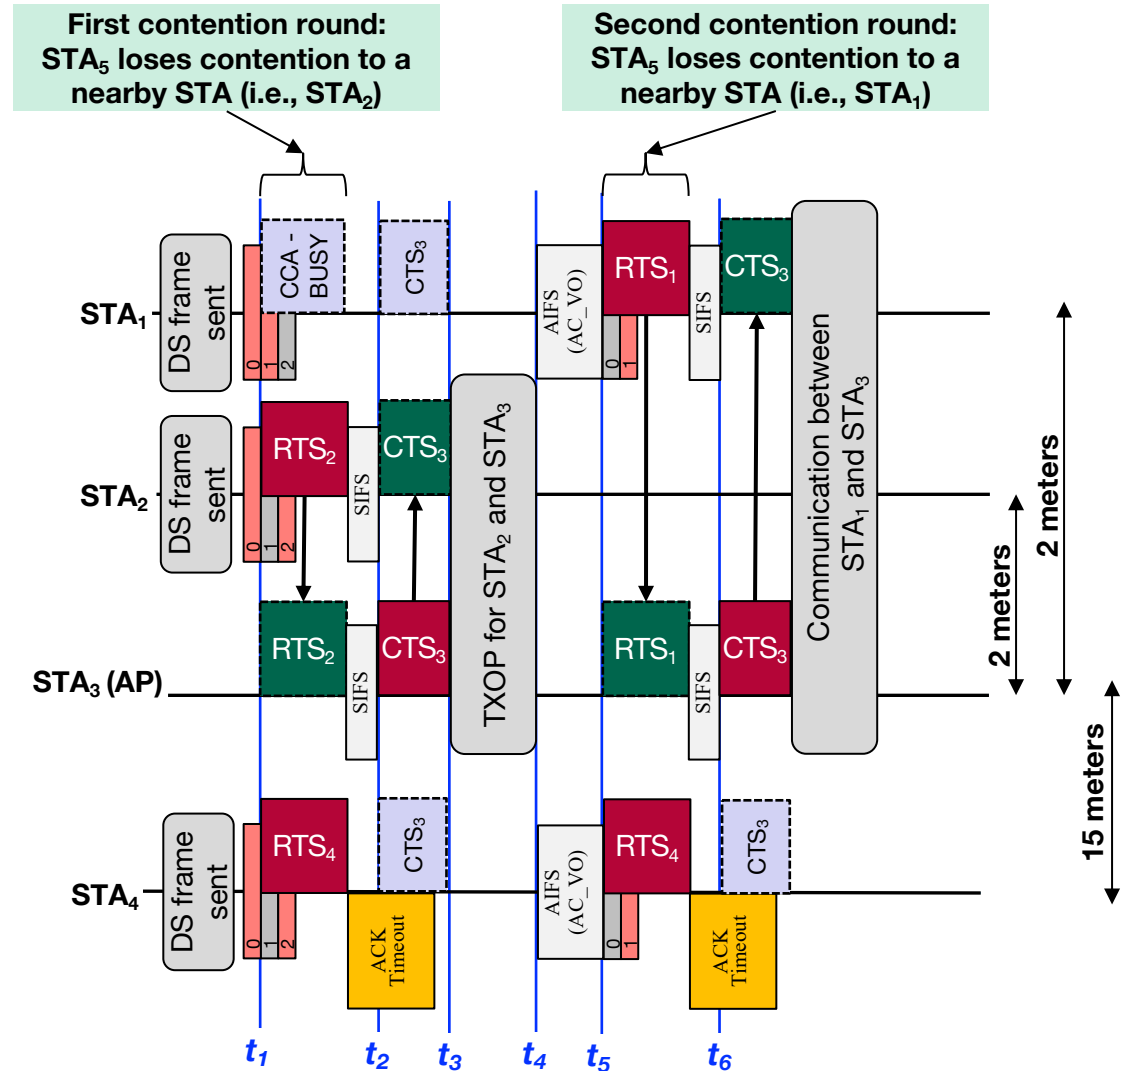 First contention round:
STA5 loses contention to a
nearby STA (i.e., STA2)
Second contention round:
STA5 loses contention to a
nearby STA (i.e., STA1)
STA1
DS frame
sent
0
1
2
CCA -
BUSY
CTS3
AIFS
(AC_VO)
0
1
RTS1
SIFS
CTS3
Communication between
STA1 and STA3
STA2
DS frame
sent
0
1
2
RTS2
SIFS
CTS3
TXOP for STA2 and STA3
2 meters
2 meters
STA3 (AP)
RTS2
SIFS
CTS3
RTS1
SIFS
CTS3
15 meters
STA4
DS frame
sent
0
1
2
RTS4
CTS3
ACK
Timeout
AIFS
(AC_VO)
0
1
RTS4
CTS3
ACK
Timeout
t1
t2
t3
t4
t5
t6